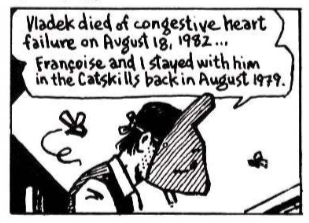 Vladek died of congestive heart
failure on August 18, 1982...
Françoise and I stayed with him
in the Catskills back in August 1979.